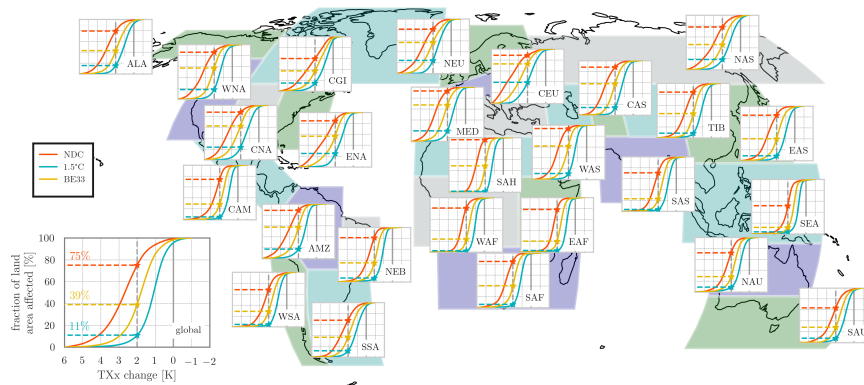 ALA
WNA
CGI
NEU
CEU
CAS
NAS
TIB
EAS
MED
WAS
CNA
ENA
SAH
SAS
SEA
CAM
AMZ
NEB
WAF
EAF
SAF
NAU
WSA
SSA
SAU
NDC
1.5°C
BE33
fraction of land
area affected [%]
100
80
60
40
20
0
75%
39%
11%
global
6 5 4 3 2 1 0 −1 −2
TXx change [K]